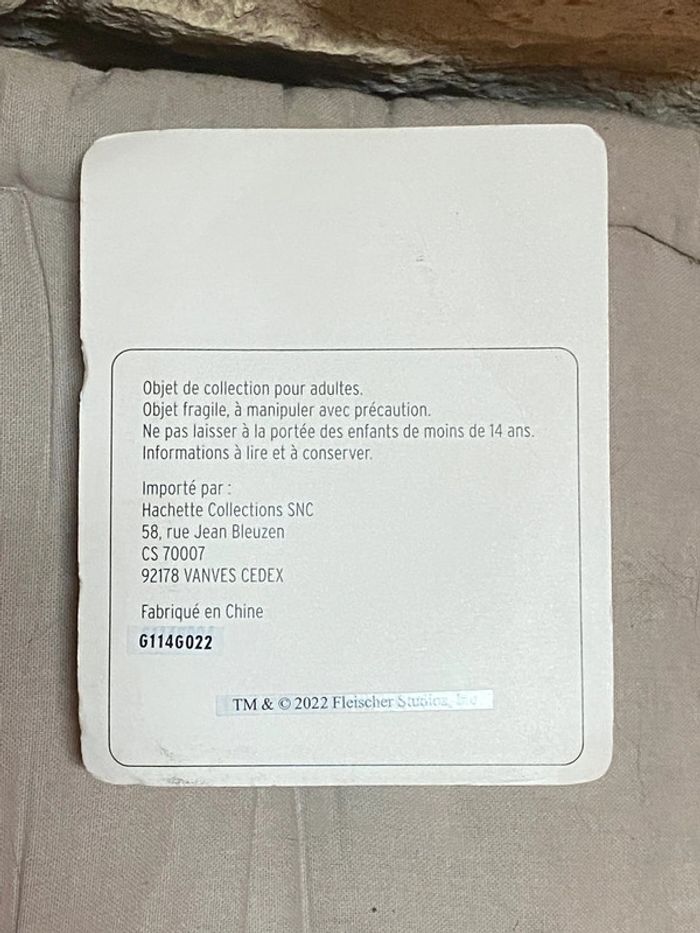 Objet de collection pour adultes.
Objet fragile, à manipuler avec précaution.
Ne pas laisser à la portée des enfants de moins de 14 ans.
Informations à lire et à conserver.
Importé par :
Hachette Collections SNC
58, rue Jean Bleuzen
CS 70007
92178 VANVES CEDEX
Fabriqué en Chine
G114G022
TM & © 2022 Fleischer Studios, Inc